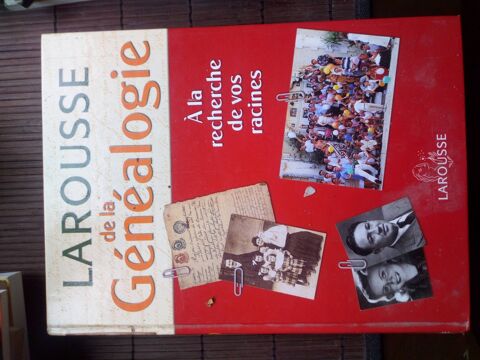 LAROUSSE
de la
Généalogie
À la
recherche
de vos
racines
LAROUSSE